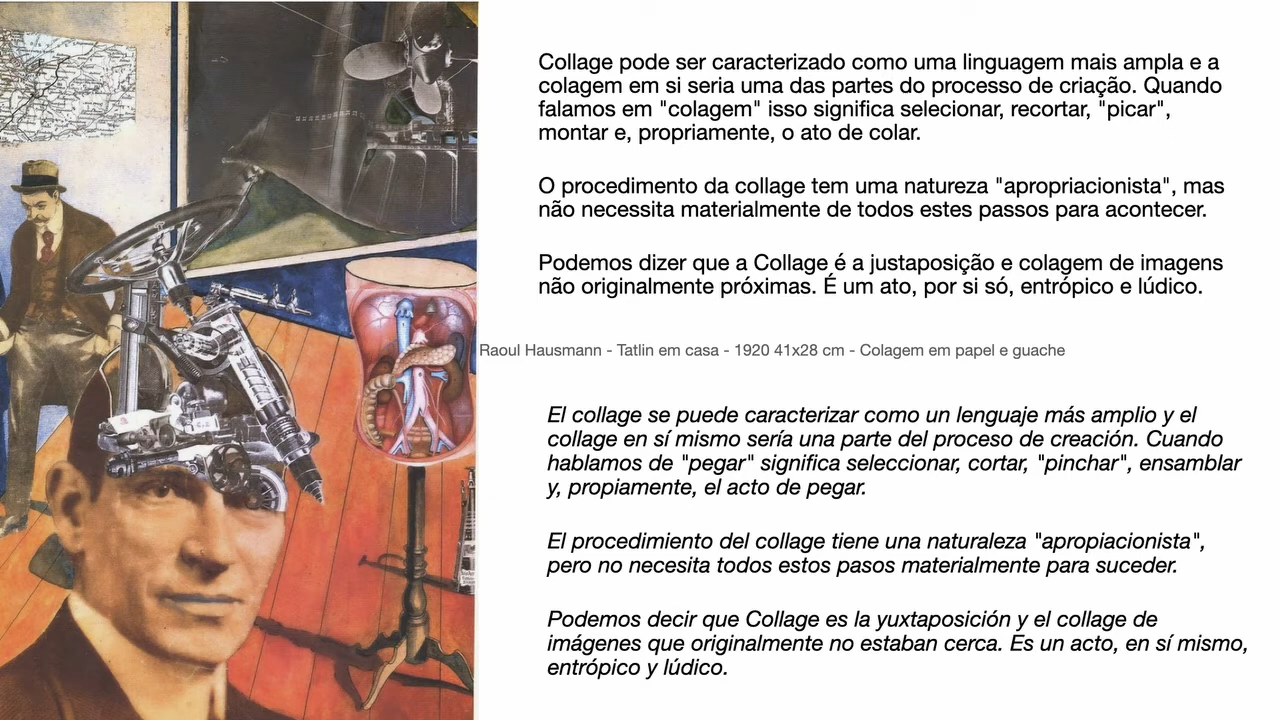 Collage pode ser caracterizado como uma linguagem mais ampla e a
colagem em si seria uma das partes do processo de criação. Quando
falamos em "colagem" isso significa selecionar, recortar, "picar",
montar e, propriamente, o ato de colar.
O procedimento da collage tem uma natureza "apropriacionista", mas
não necessita materialmente de todos estes passos para acontecer.
Podemos dizer que a Collage é a justaposição e colagem de imagens
não originalmente próximas. É um ato, por si só, entrópico e lúdico.
Raoul Hausmann - Tatlin em casa - 1920 41x28 cm - Colagem em papel e guache
El collage se puede caracterizar como un lenguaje más amplio y el
collage en sí mismo sería una parte del proceso de creación. Cuando
hablamos de "pegar" significa seleccionar, cortar, "pinchar", ensamblar
y, propiamente, el acto de pegar.
El procedimiento del collage tiene una naturaleza "apropiacionista",
pero no necesita todos estos pasos materialmente para suceder.
Podemos decir que Collage es la yuxtaposición y el collage de
imágenes que originalmente no estaban cerca. Es un acto, en sí mismo,
entrópico y lúdico.